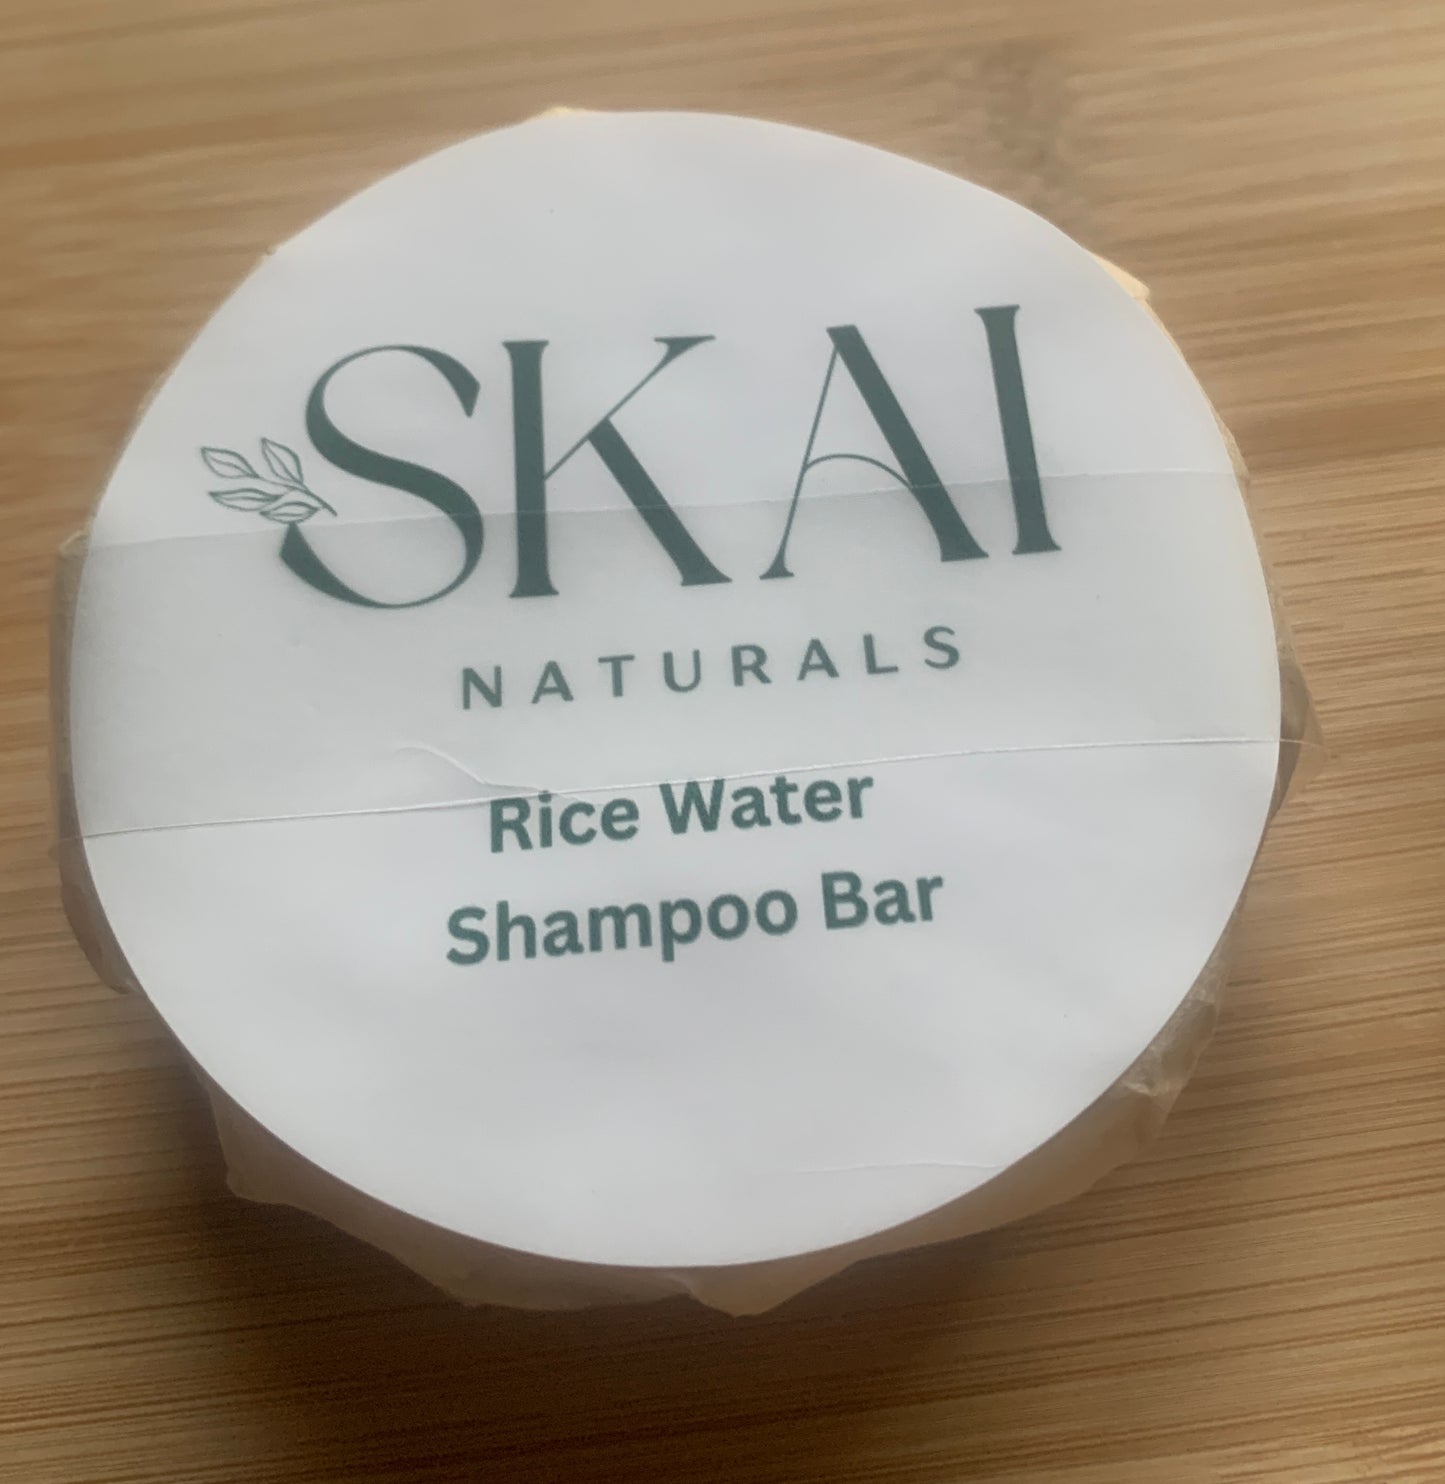 SKAI
NATURALS
Rice Water
Shampoo Bar